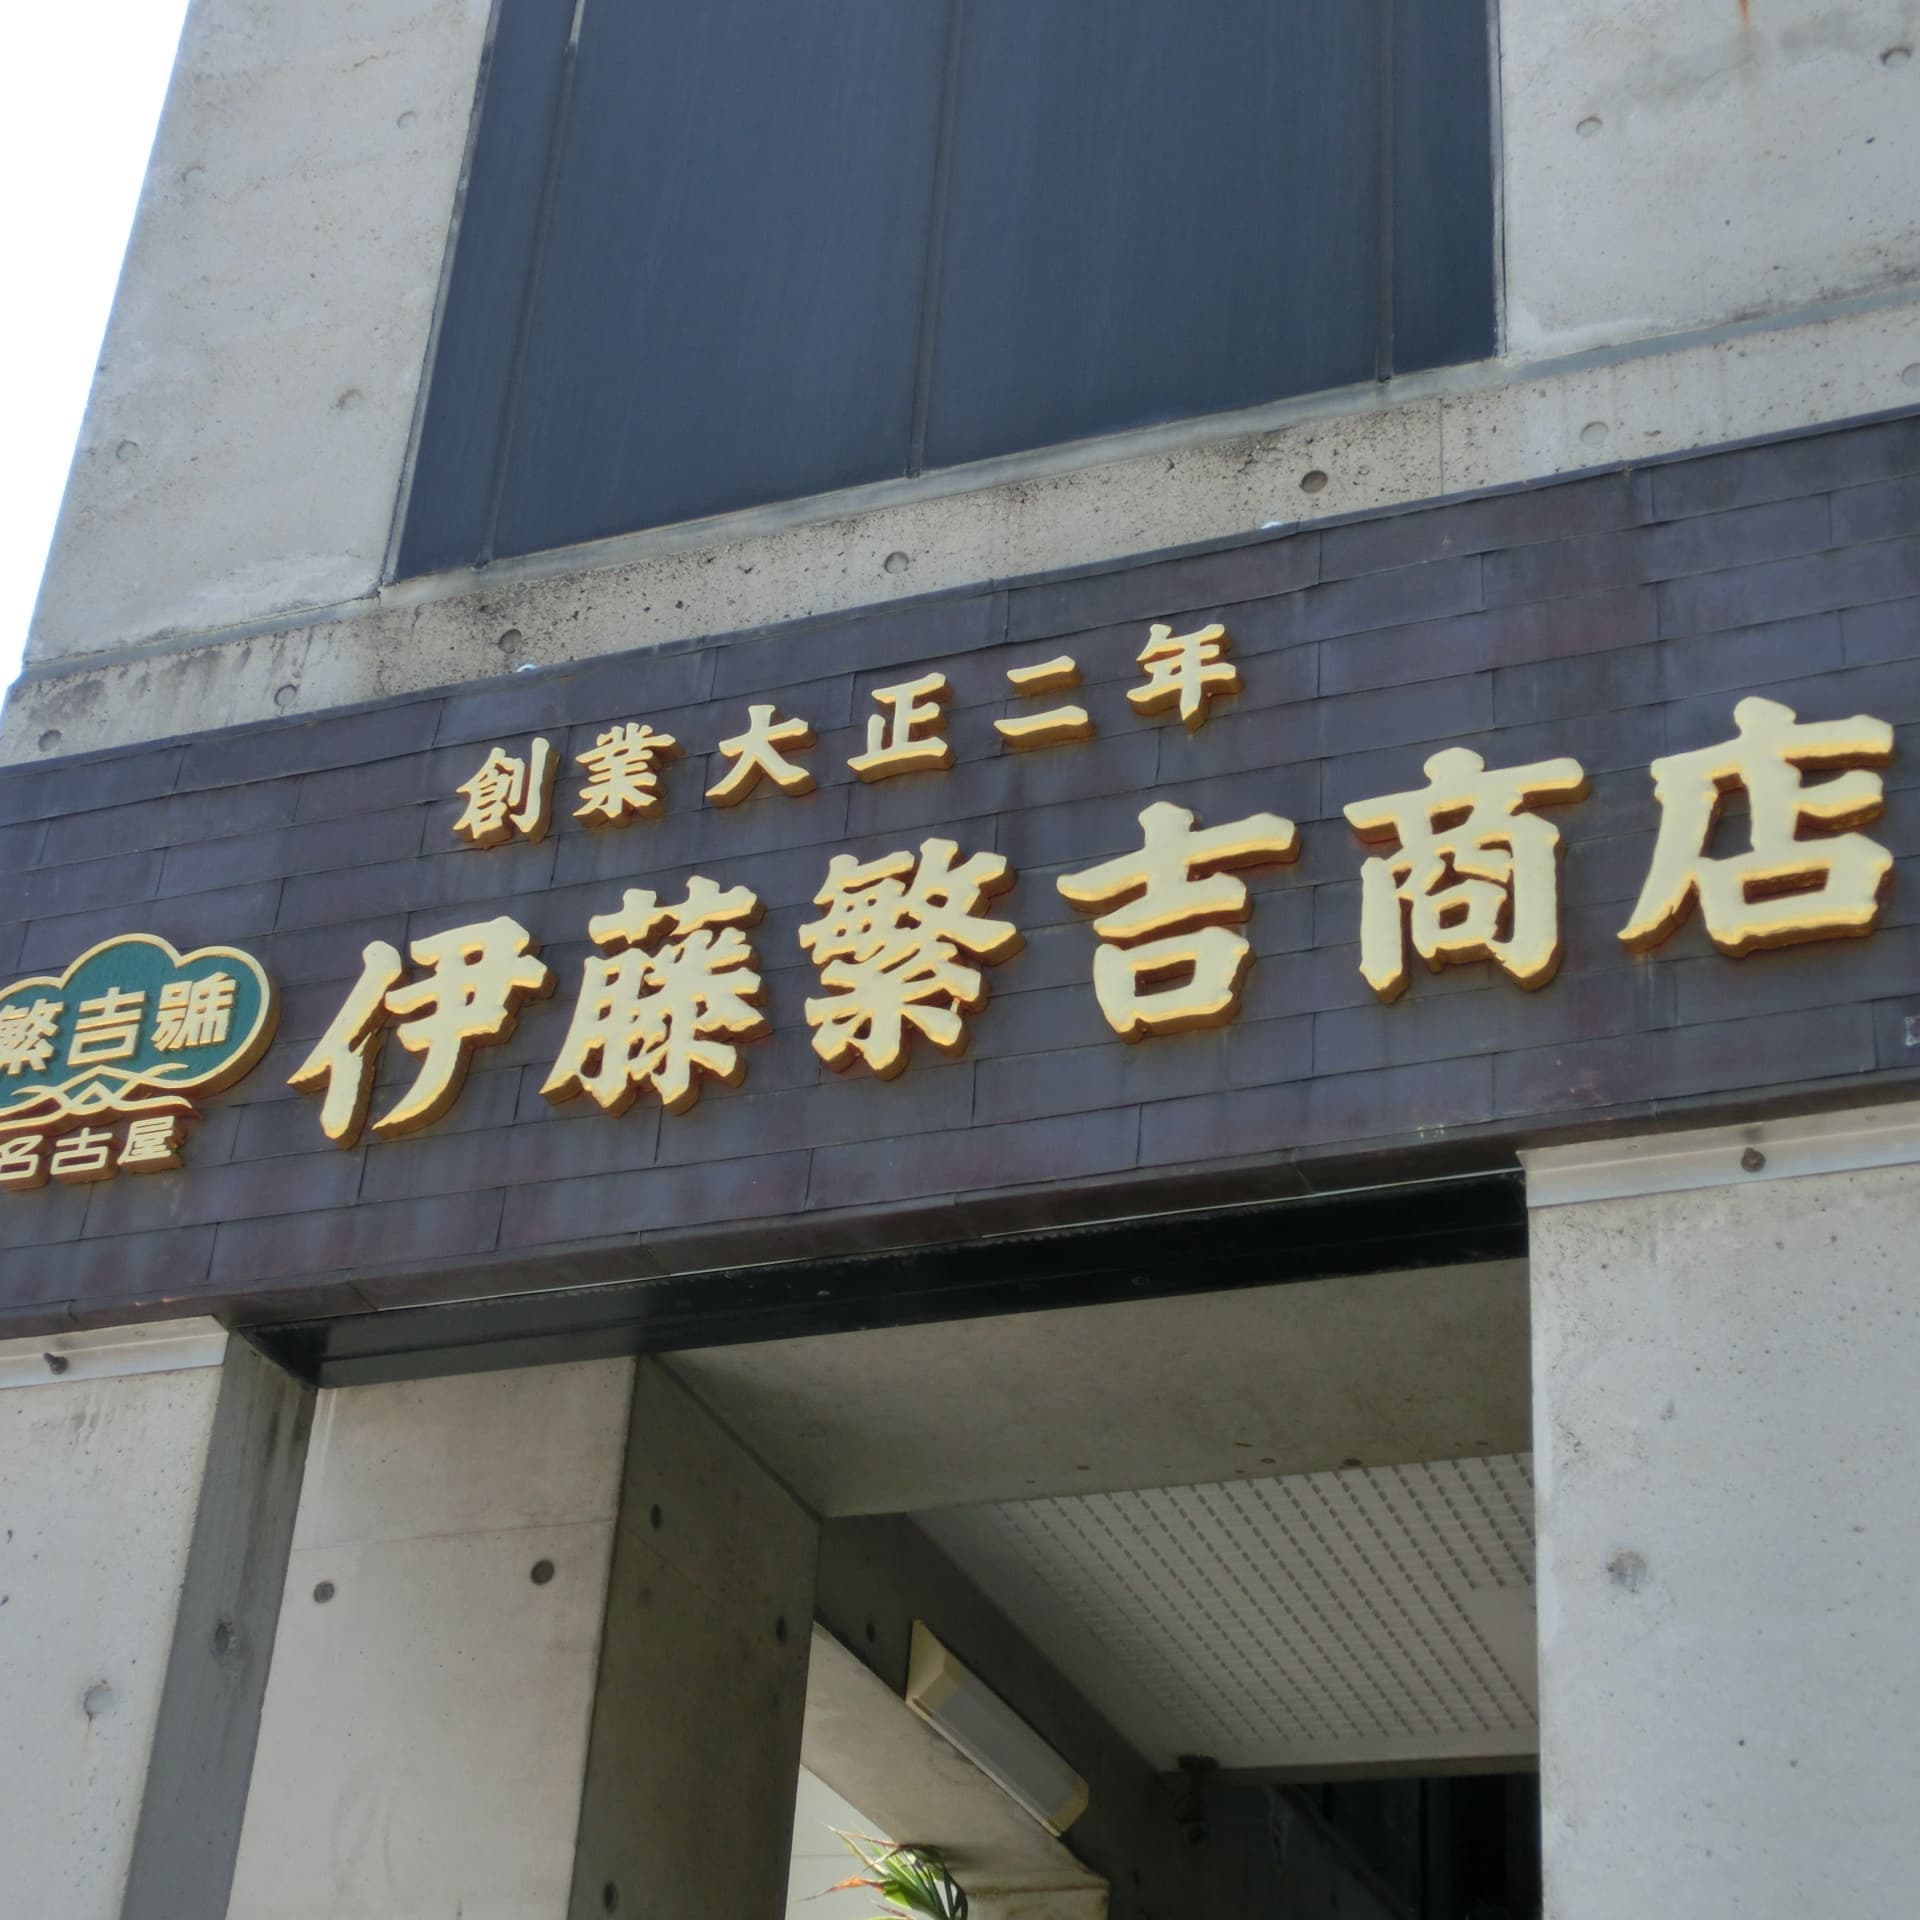 創業大正二年
伊藤繁吉商店
繁吉號
名古屋